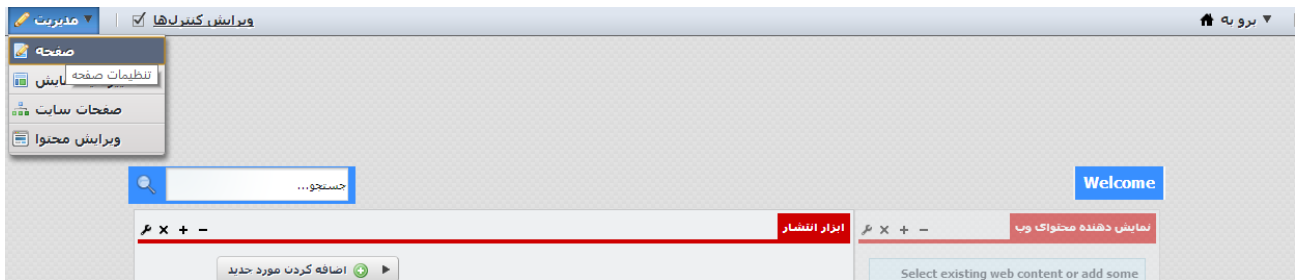 برو به
ویرایش کنترل‌ها
مدیریت
صفحه
تنظیمات صفحه
صفحات سایت
ویرایش محتوا
Welcome
جستجو...
نمایش دهنده محتوای وب
ابزار انتشار
Select existing web content or add some
اضافه کردن مورد جدید